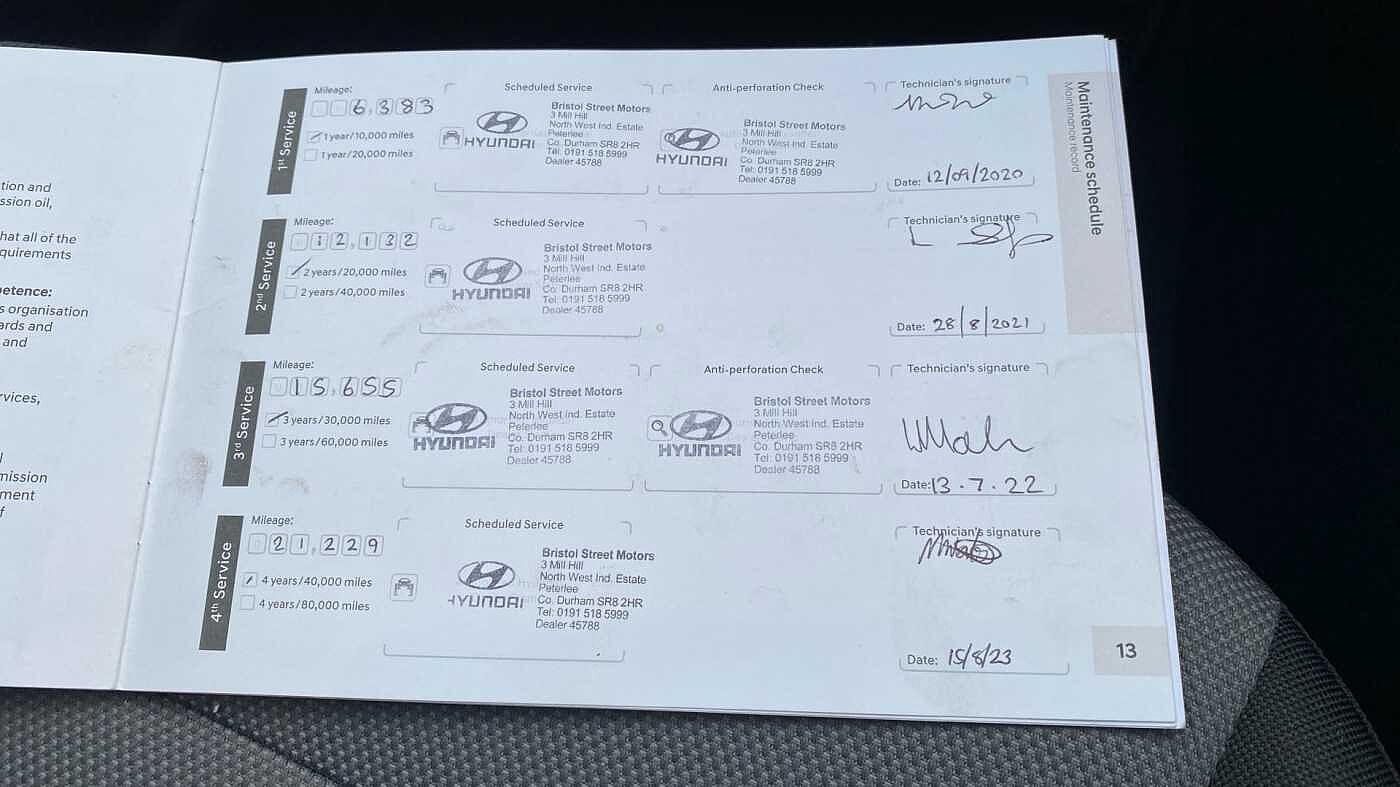 tion and
ssion oil,
hat all of the
quirements
petence:
s organisation
ards and
and
rvices,
l
mission
ment
f
Maintenance schedule
Maintenance record
1st Service
Mileage:
6,383
1 year/10,000 miles
1 year/20,000 miles
Scheduled Service
HYUNDAI
Bristol Street Motors
3 Mill Hill
North West Ind. Estate
Peterlee
Co. Durham SR8 2HR
Tel: 0191 518 5999
Dealer 45788
Anti-perforation Check
HYUNDAI
Bristol Street Motors
3 Mill Hill
North West Ind. Estate
Peterlee
Co. Durham SR8 2HR
Tel: 0191 518 5999
Dealer 45788
Technician's signature
Date: 12/09/2020
2nd Service
Mileage:
12,132
2 years/20,000 miles
2 years/40,000 miles
Scheduled Service
HYUNDAI
Bristol Street Motors
3 Mill Hill
North West Ind. Estate
Peterlee
Co. Durham SR8 2HR
Tel: 0191 518 5999
Dealer 45788
Technician's signature
Date: 28/8/2021
3rd Service
Mileage:
15,655
3 years/30,000 miles
3 years/60,000 miles
Scheduled Service
HYUNDAI
Bristol Street Motors
3 Mill Hill
North West Ind. Estate
Peterlee
Co. Durham SR8 2HR
Tel: 0191 518 5999
Dealer 45788
Anti-perforation Check
HYUNDAI
Bristol Street Motors
3 Mill Hill
North West Ind. Estate
Peterlee
Co. Durham SR8 2HR
Tel: 0191 518 5999
Dealer 45788
Technician's signature
Date: 13.7.22
4th Service
Mileage:
21,229
4 years/40,000 miles
4 years/80,000 miles
Scheduled Service
HYUNDAI
Bristol Street Motors
3 Mill Hill
North West Ind. Estate
Peterlee
Co. Durham SR8 2HR
Tel: 0191 518 5999
Dealer 45788
Technician's signature
Date: 15/8/23
13